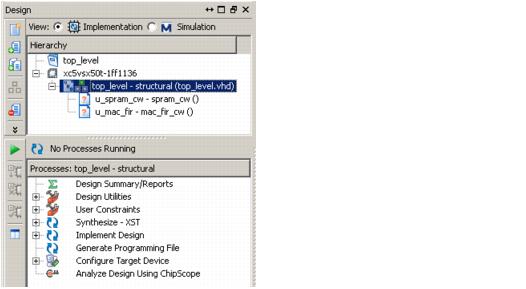 Design
View: Implementation Simulation
Hierarchy
top_level
xc5vsx50t-1ff1136
top_level - structural (top_level.vhd)
u_spram_cw - spram_cw ()
u_mac_fir - mac_fir_cw ()
No Processes Running
Processes: top_level - structural
Design Summary/Reports
Design Utilities
User Constraints
Synthesize - XST
Implement Design
Generate Programming File
Configure Target Device
Analyze Design Using ChipScope